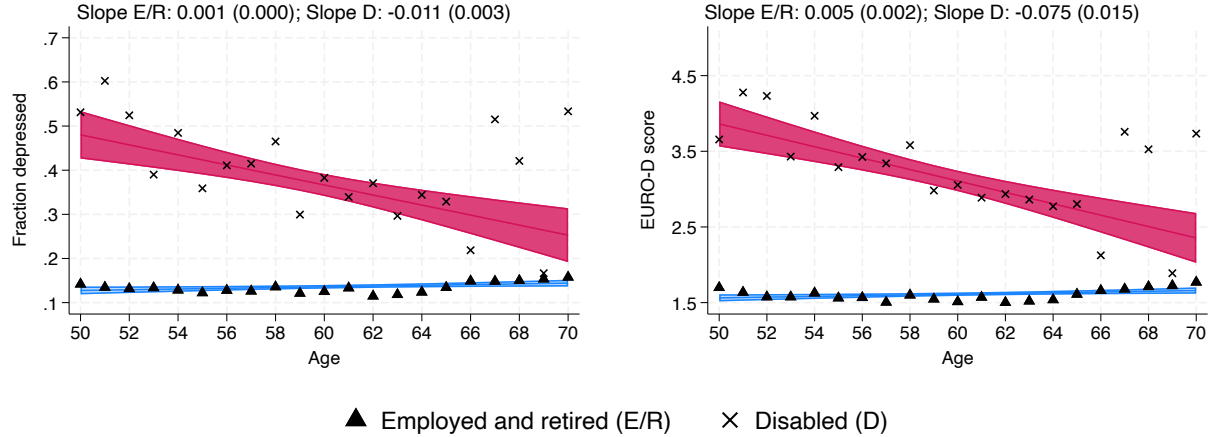 Slope E/R: 0.001 (0.000); Slope D: -0.011 (0.003)
.7
.6
.5
.4
.3
.2
.1
Fraction depressed
50 52 54 56 58 60 62 64 66 68 70
Age
Slope E/R: 0.005 (0.002); Slope D: -0.075 (0.015)
4.5
3.5
2.5
1.5
EURO-D score
50 52 54 56 58 60 62 64 66 68 70
Age
Employed and retired (E/R) Disabled (D)